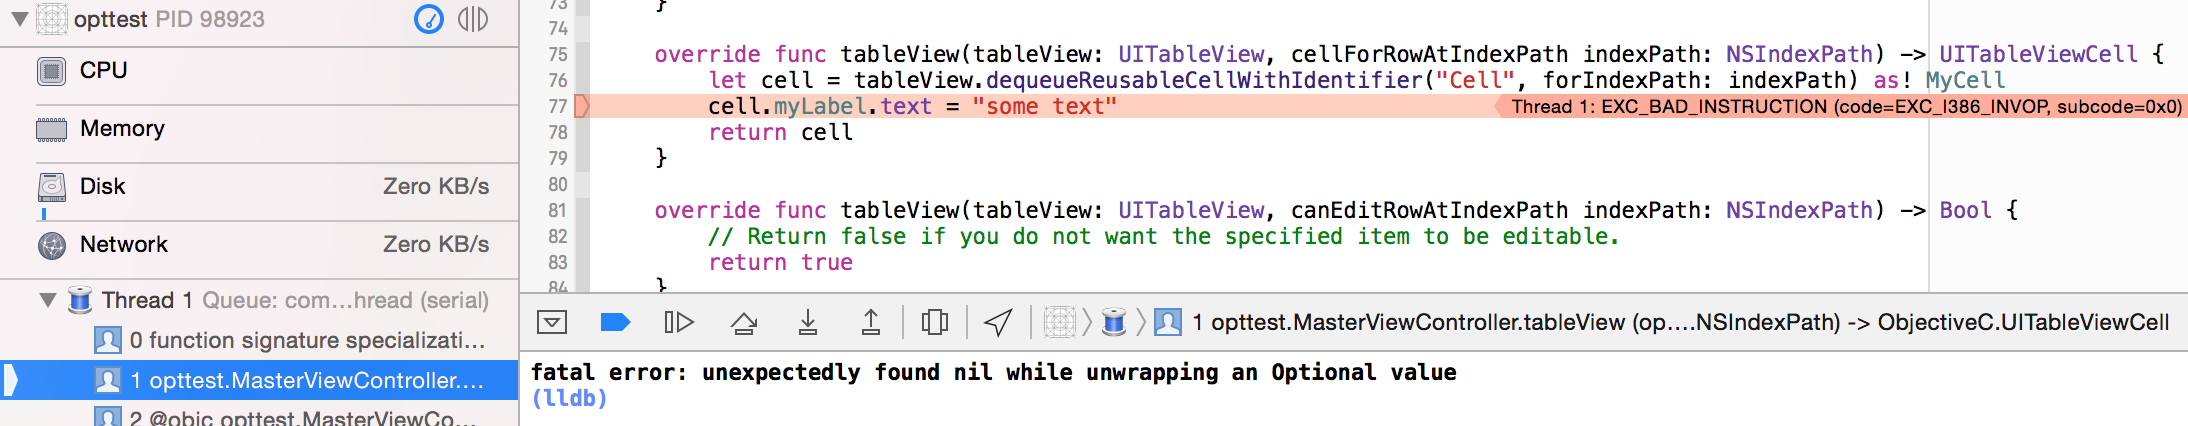 opttest PID 98923
CPU
Memory
Disk Zero KB/s
Network Zero KB/s
Thread 1 Queue: com...hread (serial)
0 function signature specializati...
1 opttest.MasterViewController....
2 @objc opttest.MasterViewCo...
73 }
74
75 override func tableView(tableView: UITableView, cellForRowAtIndexPath indexPath: NSIndexPath) -> UITableViewCell {
76 let cell = tableView.dequeueReusableCellWithIdentifier("Cell", forIndexPath: indexPath) as! MyCell
77 cell.myLabel.text = "some text" Thread 1: EXC_BAD_INSTRUCTION (code=EXC_I386_INVOP, subcode=0x0)
78 return cell
79 }
80
81 override func tableView(tableView: UITableView, canEditRowAtIndexPath indexPath: NSIndexPath) -> Bool {
82 // Return false if you do not want the specified item to be editable.
83 return true
84 }
1 opttest.MasterViewController.tableView (op....NSIndexPath) -> ObjectiveC.UITableViewCell
fatal error: unexpectedly found nil while unwrapping an Optional value
(lldb)